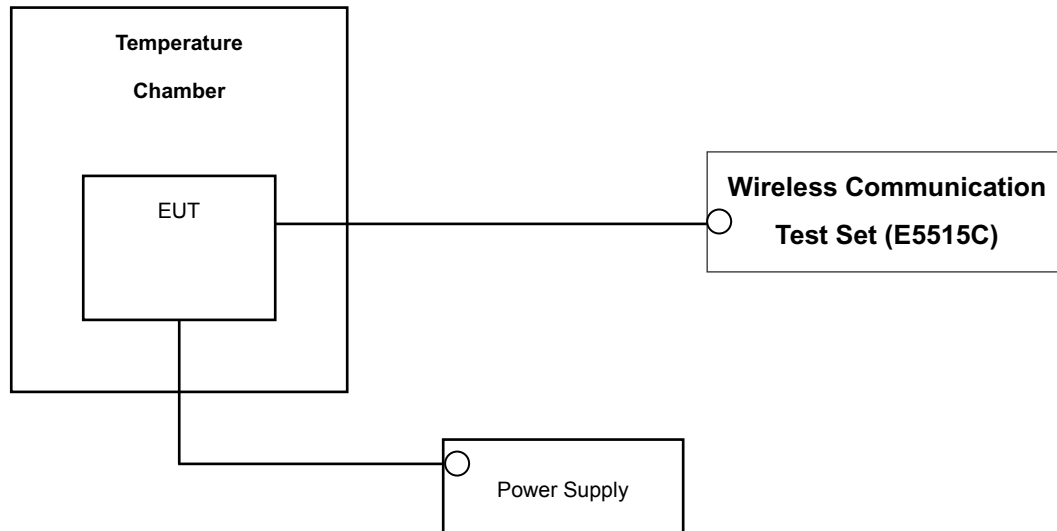 Temperature
Chamber
EUT
Wireless Communication
Test Set (E5515C)
Power Supply